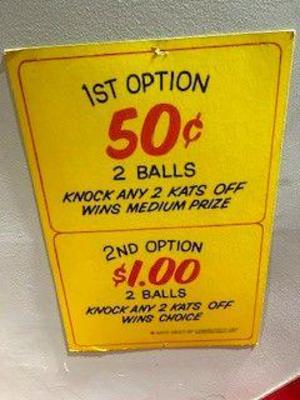 1ST OPTION
50¢
2 BALLS
KNOCK ANY 2 KATS OFF
WINS MEDIUM PRIZE
2ND OPTION
$1.00
2 BALLS
KNOCK ANY 2 KATS OFF
WINS CHOICE